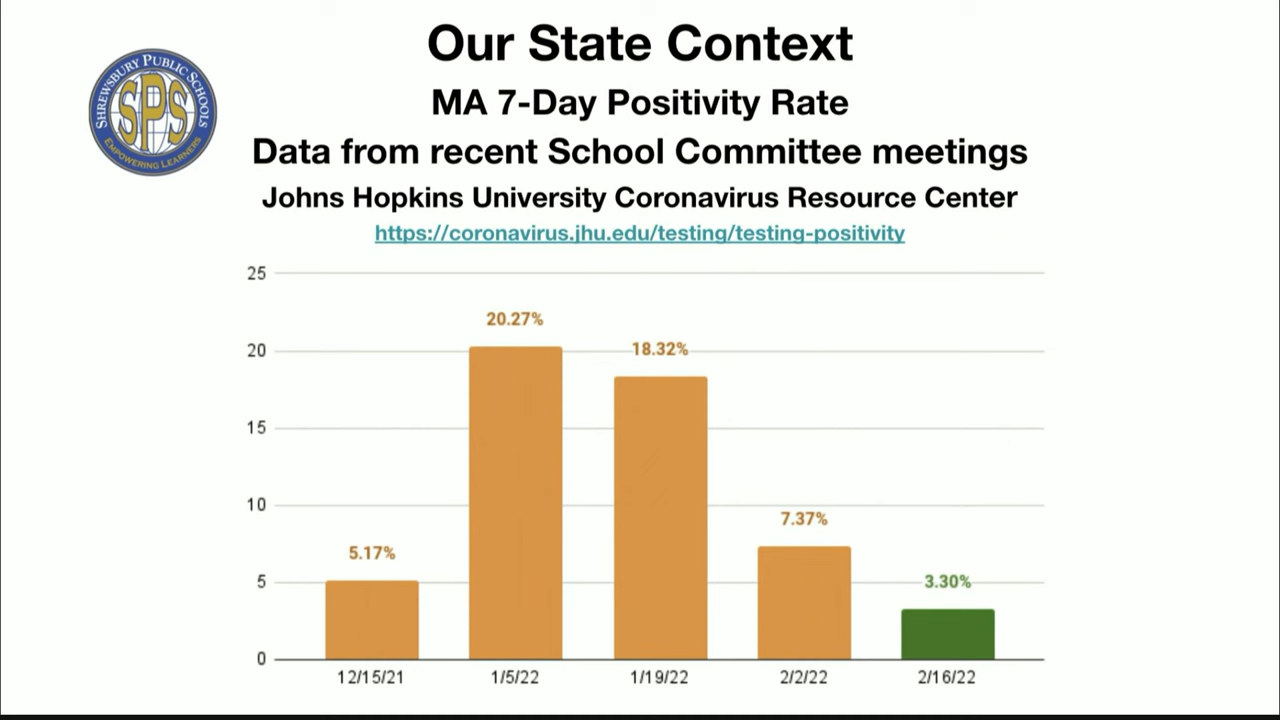 SHREWSBURY PUBLIC SCHOOLS
SPS
EMPOWERING LEARNERS
Our State Context
MA 7-Day Positivity Rate
Data from recent School Committee meetings
Johns Hopkins University Coronavirus Resource Center
https://coronavirus.jhu.edu/testing/testing-positivity
25
20
15
10
5
0
5.17%
20.27%
18.32%
7.37%
3.30%
12/15/21
1/5/22
1/19/22
2/2/22
2/16/22